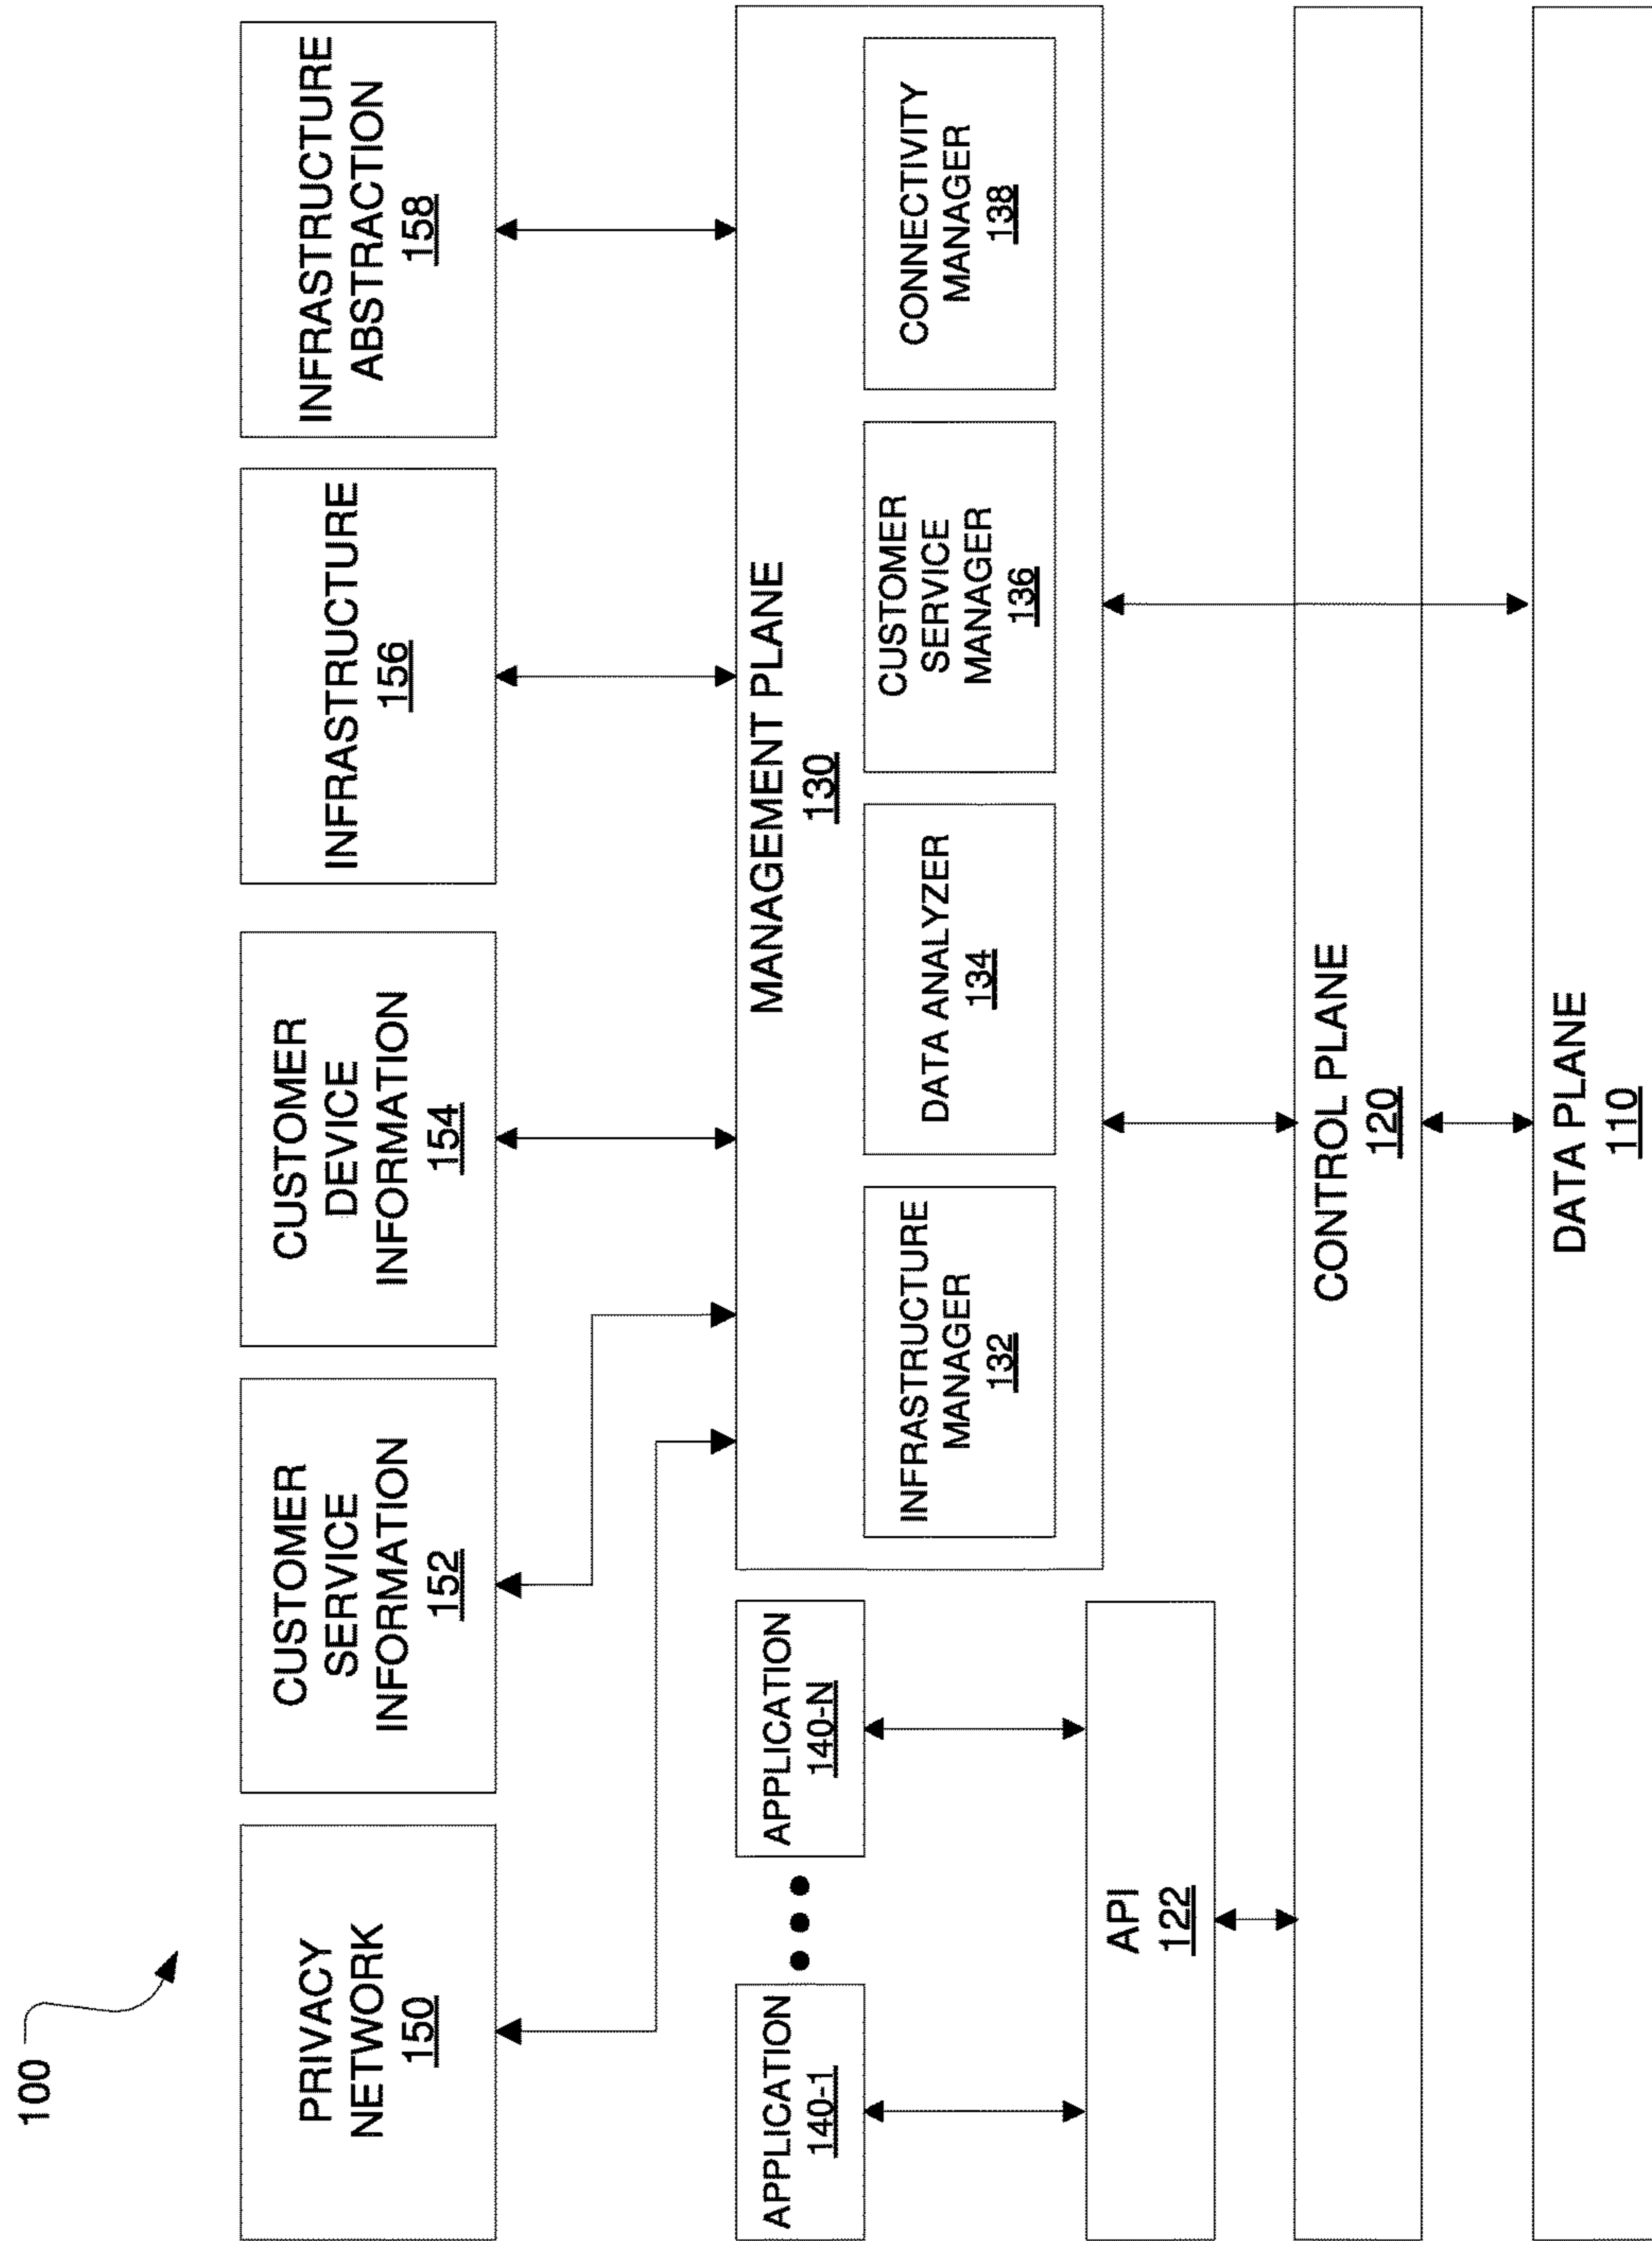 100
PRIVACY
NETWORK
150
CUSTOMER
SERVICE
INFORMATION
152
CUSTOMER
DEVICE
INFORMATION
154
INFRASTRUCTURE
156
INFRASTRUCTURE
ABSTRACTION
158
APPLICATION
140-1
APPLICATION
140-N
MANAGEMENT PLANE
130
INFRASTRUCTURE
MANAGER
132
DATA ANALYZER
134
CUSTOMER
SERVICE
MANAGER
136
CONNECTIVITY
MANAGER
138
API
122
CONTROL PLANE
120
DATA PLANE
110